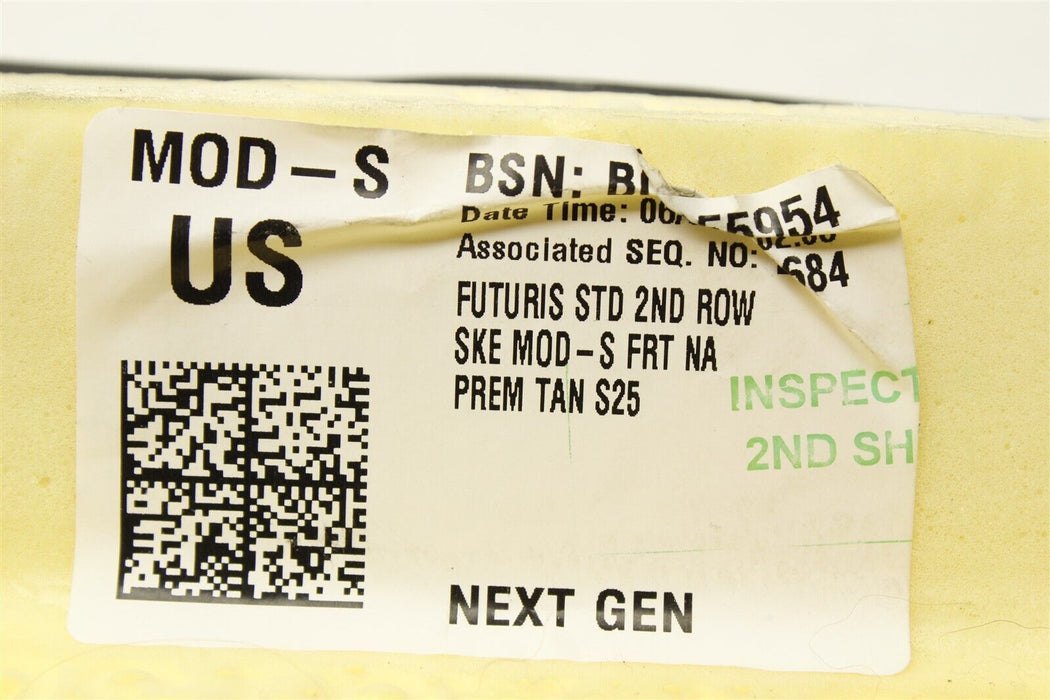 MOD-S
US
BSN: BI 55954
Date Time: 06
Associated SEQ. NO: 684
FUTURIS STD 2ND ROW
SKE MOD-S FRT NA
PREM TAN S25
INSPECT
2ND SH
NEXT GEN